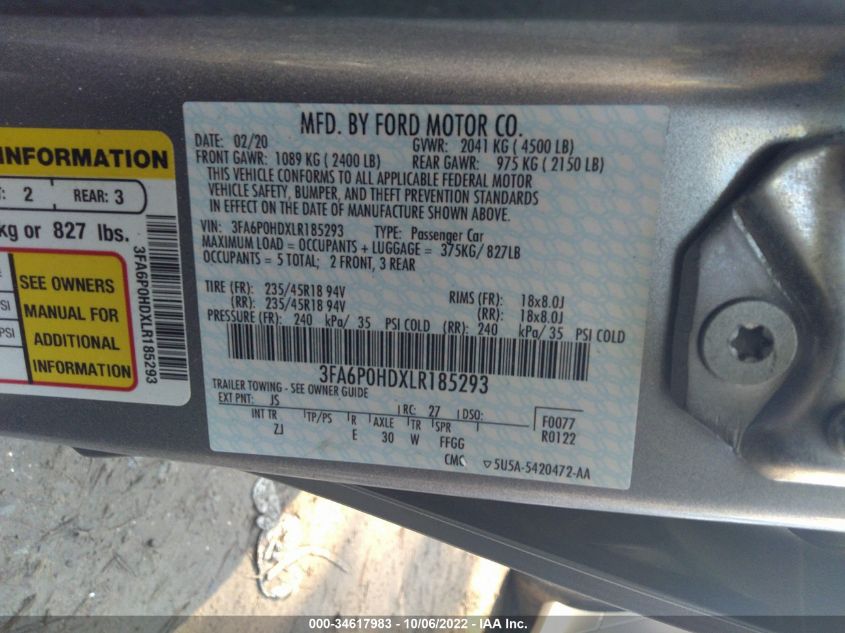 INFORMATION
: 2 REAR: 3
kg or 827 lbs.
SEE OWNERS
MANUAL FOR
ADDITIONAL
INFORMATION
PSI
3FA6P0HDXLR185293
MFD. BY FORD MOTOR CO.
DATE: 02/20 GVWR: 2041 KG ( 4500 LB)
FRONT GAWR: 1089 KG ( 2400 LB) REAR GAWR: 975 KG ( 2150 LB)
THIS VEHICLE CONFORMS TO ALL APPLICABLE FEDERAL MOTOR
VEHICLE SAFETY, BUMPER, AND THEFT PREVENTION STANDARDS
IN EFFECT ON THE DATE OF MANUFACTURE SHOWN ABOVE.
VIN: 3FA6P0HDXLR185293 TYPE: Passenger Car
MAXIMUM LOAD = OCCUPANTS + LUGGAGE = 375KG/ 827LB
OCCUPANTS = 5 TOTAL; 2 FRONT, 3 REAR
TIRE (FR): 235/45R18 94V RIMS (FR): 18x8.0J
(RR): 235/45R18 94V (RR): 18x8.0J
PRESSURE (FR): 240 kPa/ 35 PSI COLD (RR): 240 kPa/ 35 PSI COLD
3FA6P0HDXLR185293
TRAILER TOWING - SEE OWNER GUIDE
EXT PNT: JS RC: 27 DSO: F0077
INT TR TP/PS R AXLE TR SPR R0122
ZJ E 30 W FFGG
CMC 5U5A-5420472-AA
000-34617983 - 10/06/2022 - IAA Inc.